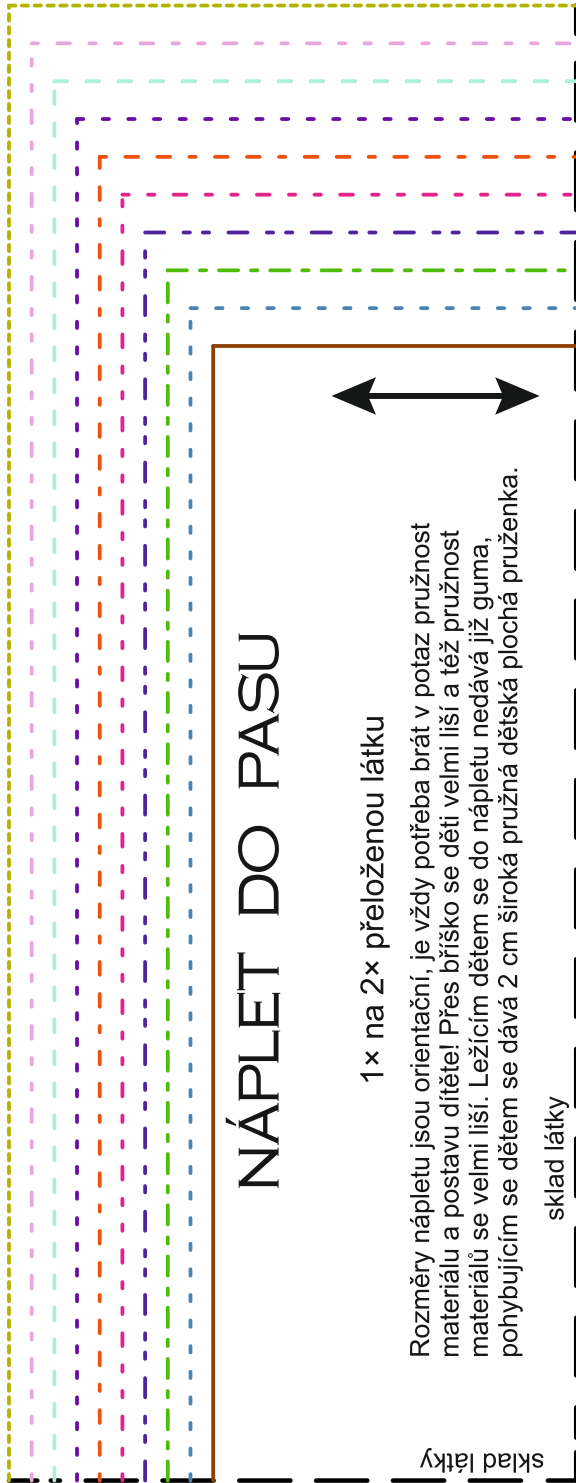 NÁPLET DO PASU
1× na 2× přeloženou látku
Rozměry nápletu jsou orientační, je vždy potřeba brát v potaz pružnost
materiálu a postavu dítěte! Přes bříško se děti velmi liší a též pružnost
materiálů se velmi liší. Ležícím dětem se do nápletu nedává již guma,
pohybujícím se dětem se dává 2 cm široká pružná dětská plochá pruženka.
sklad látky
sklad látky